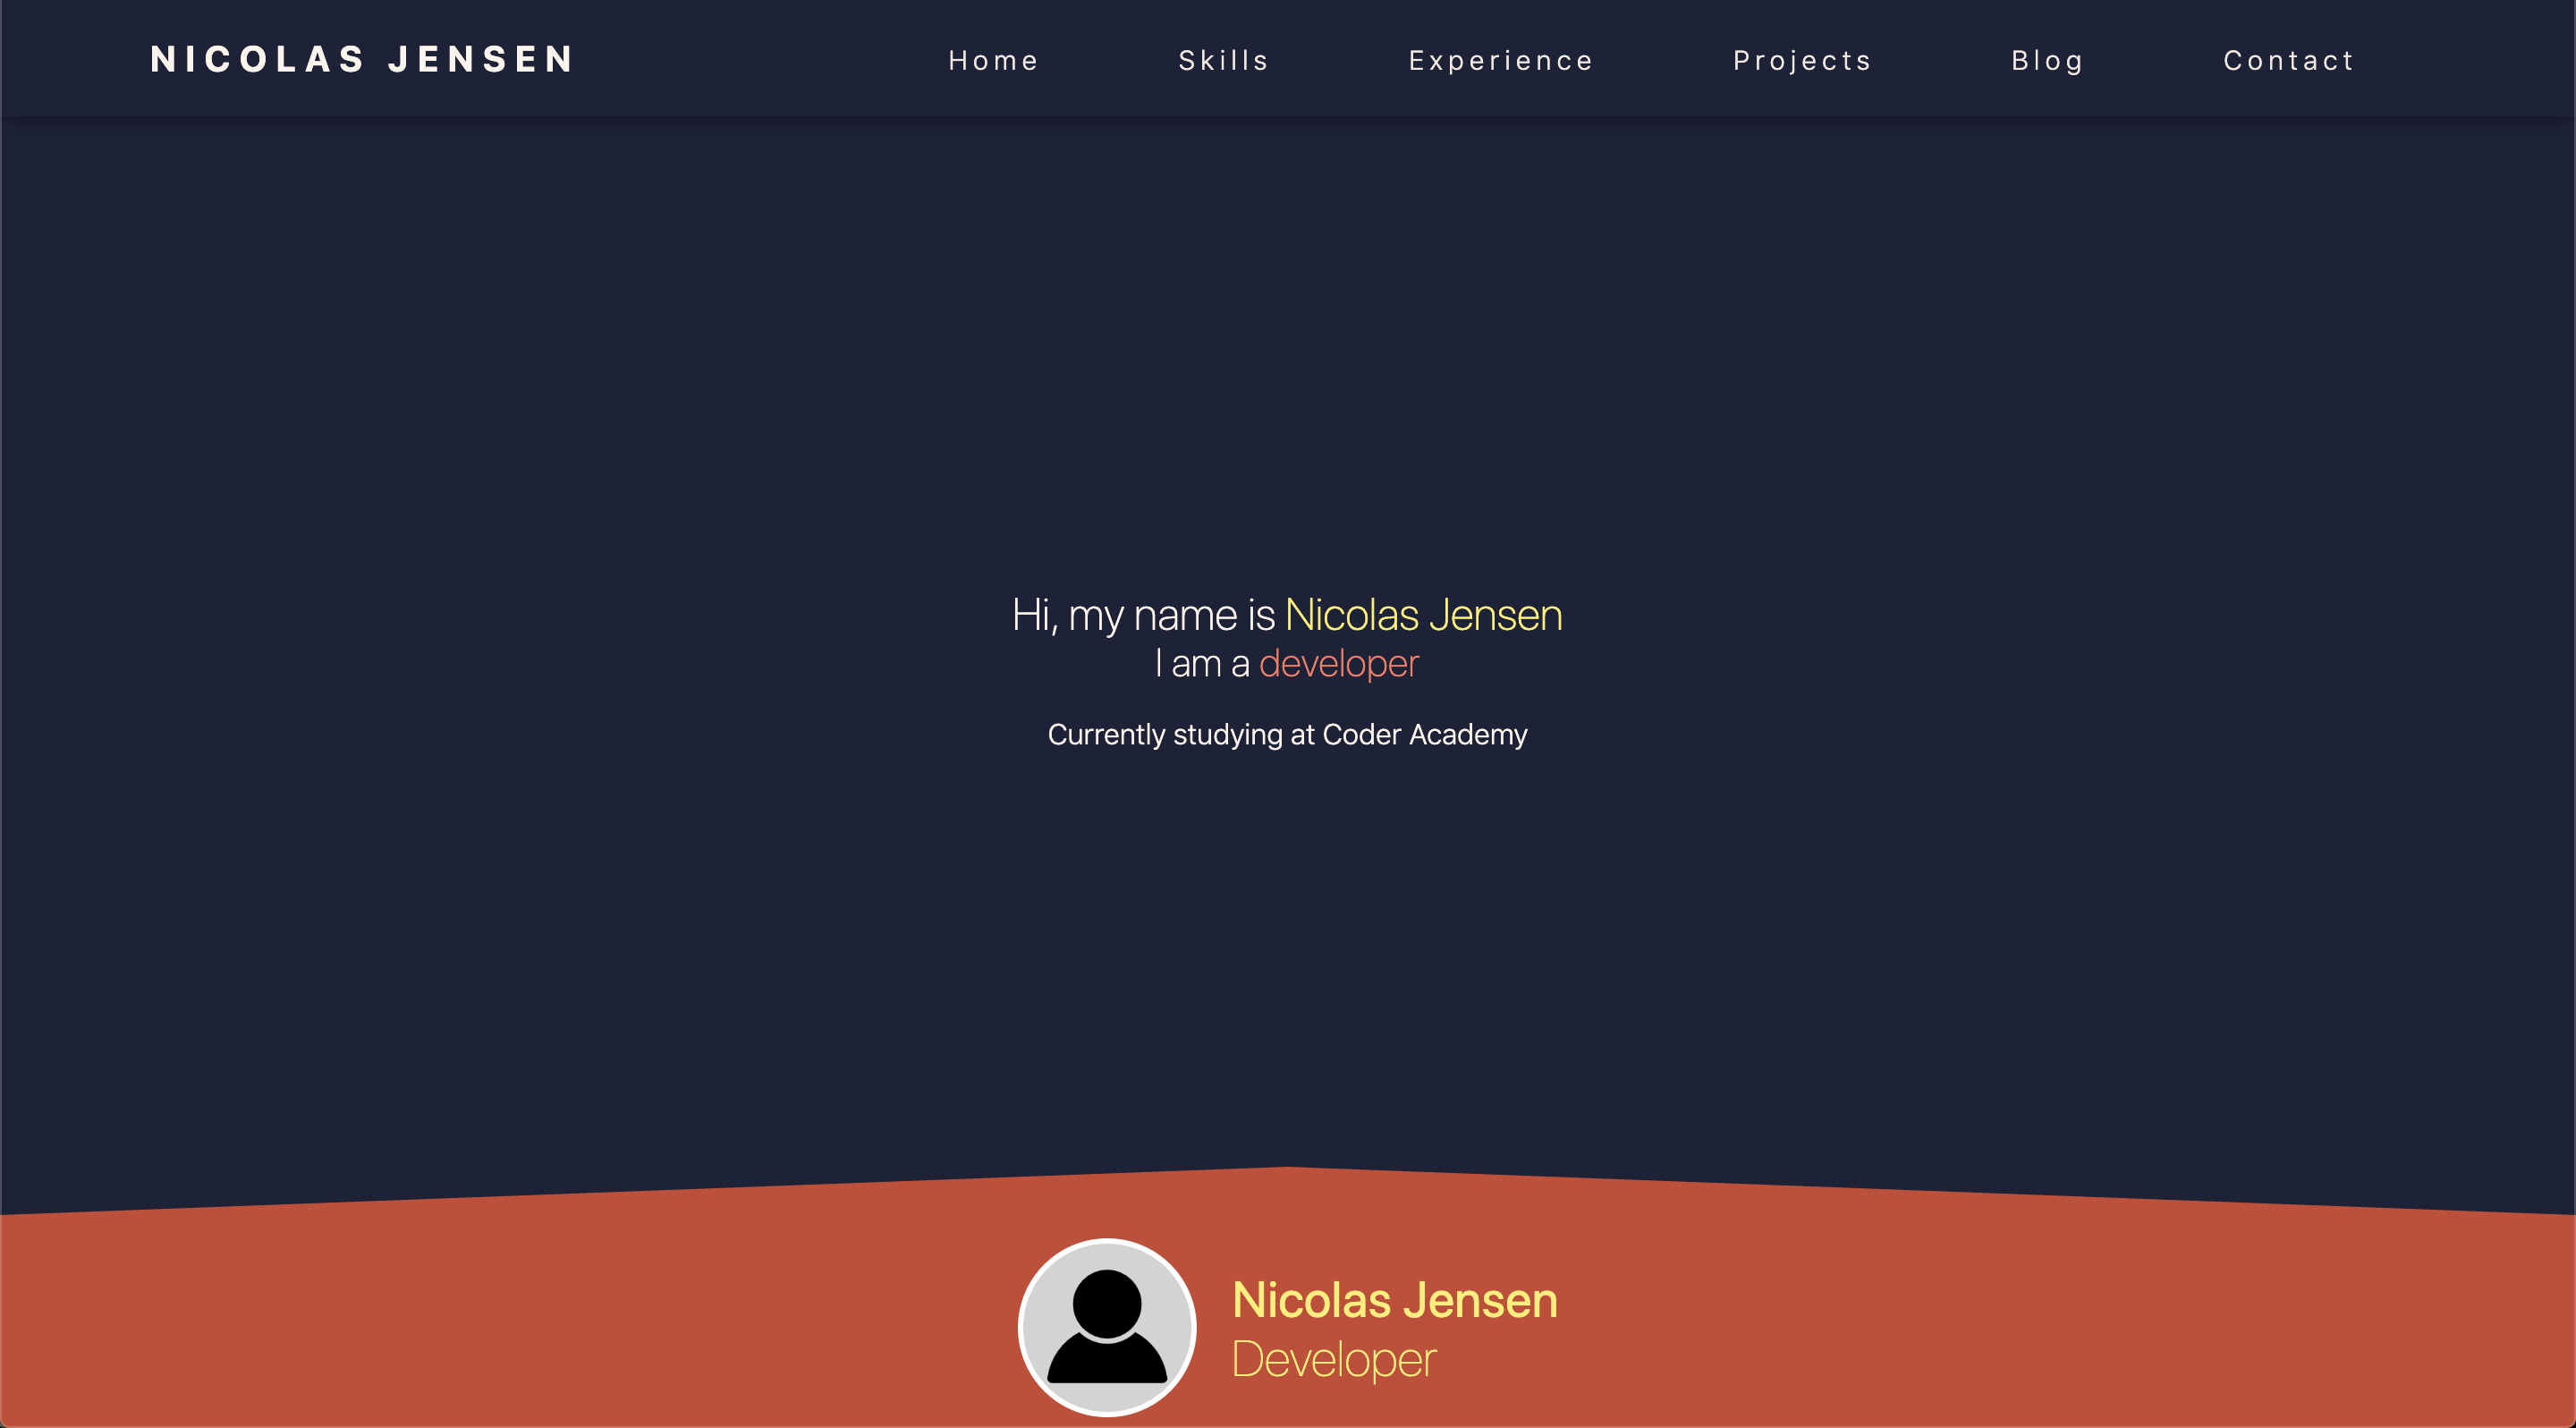 NICOLAS JENSEN
Home Skills Experience Projects Blog Contact
Hi, my name is Nicolas Jensen
I am a developer
Currently studying at Coder Academy
Nicolas Jensen
Developer